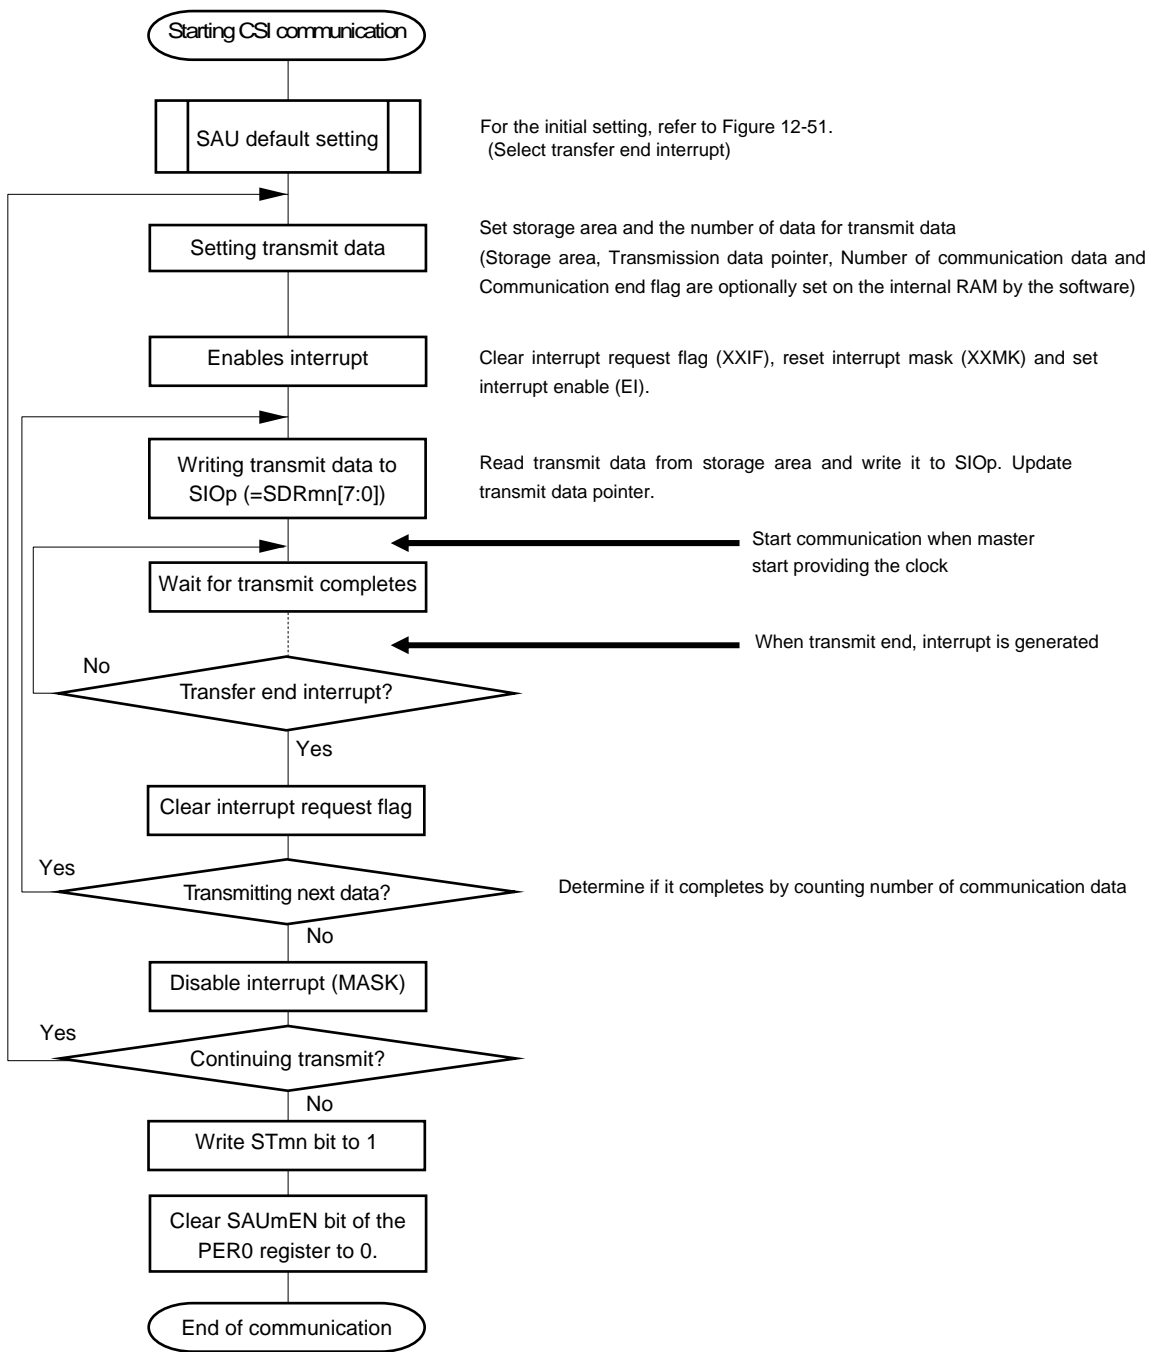 Starting CSI communication
SAU default setting
For the initial setting, refer to Figure 12-51.
(Select transfer end interrupt)
Setting transmit data
Set storage area and the number of data for transmit data
(Storage area, Transmission data pointer, Number of communication data and
Communication end flag are optionally set on the internal RAM by the software)
Enables interrupt
Clear interrupt request flag (XXIF), reset interrupt mask (XXMK) and set
interrupt enable (EI).
Writing transmit data to
SIOp (=SDRmn[7:0])
Read transmit data from storage area and write it to SIOp. Update
transmit data pointer.
Start communication when master
start providing the clock
Wait for transmit completes
When transmit end, interrupt is generated
No
Transfer end interrupt?
Yes
Clear interrupt request flag
Yes
Transmitting next data?
Determine if it completes by counting number of communication data
No
Disable interrupt (MASK)
Yes
Continuing transmit?
No
Write STmn bit to 1
Clear SAUmEN bit of the
PER0 register to 0.
End of communication